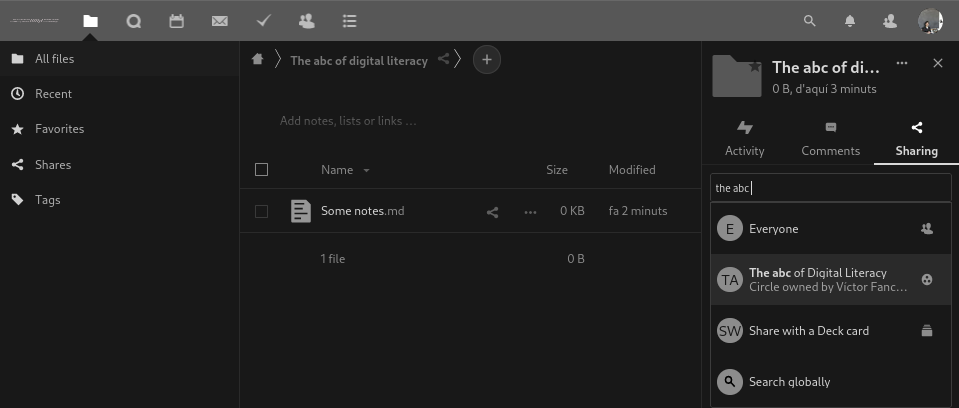 All files
Recent
Favorites
Shares
Tags
The abc of digital literacy
Add notes, lists or links ...
Name
Size
Modified
Some notes.md
0 KB
fa 2 minuts
1 file
0 B
The abc of di...
0 B, d'aquí 3 minuts
Activity
Comments
Sharing
the abc
E
Everyone
TA
The abc of Digital Literacy
Circle owned by Víctor Fanc...
SW
Share with a Deck card
Search globally